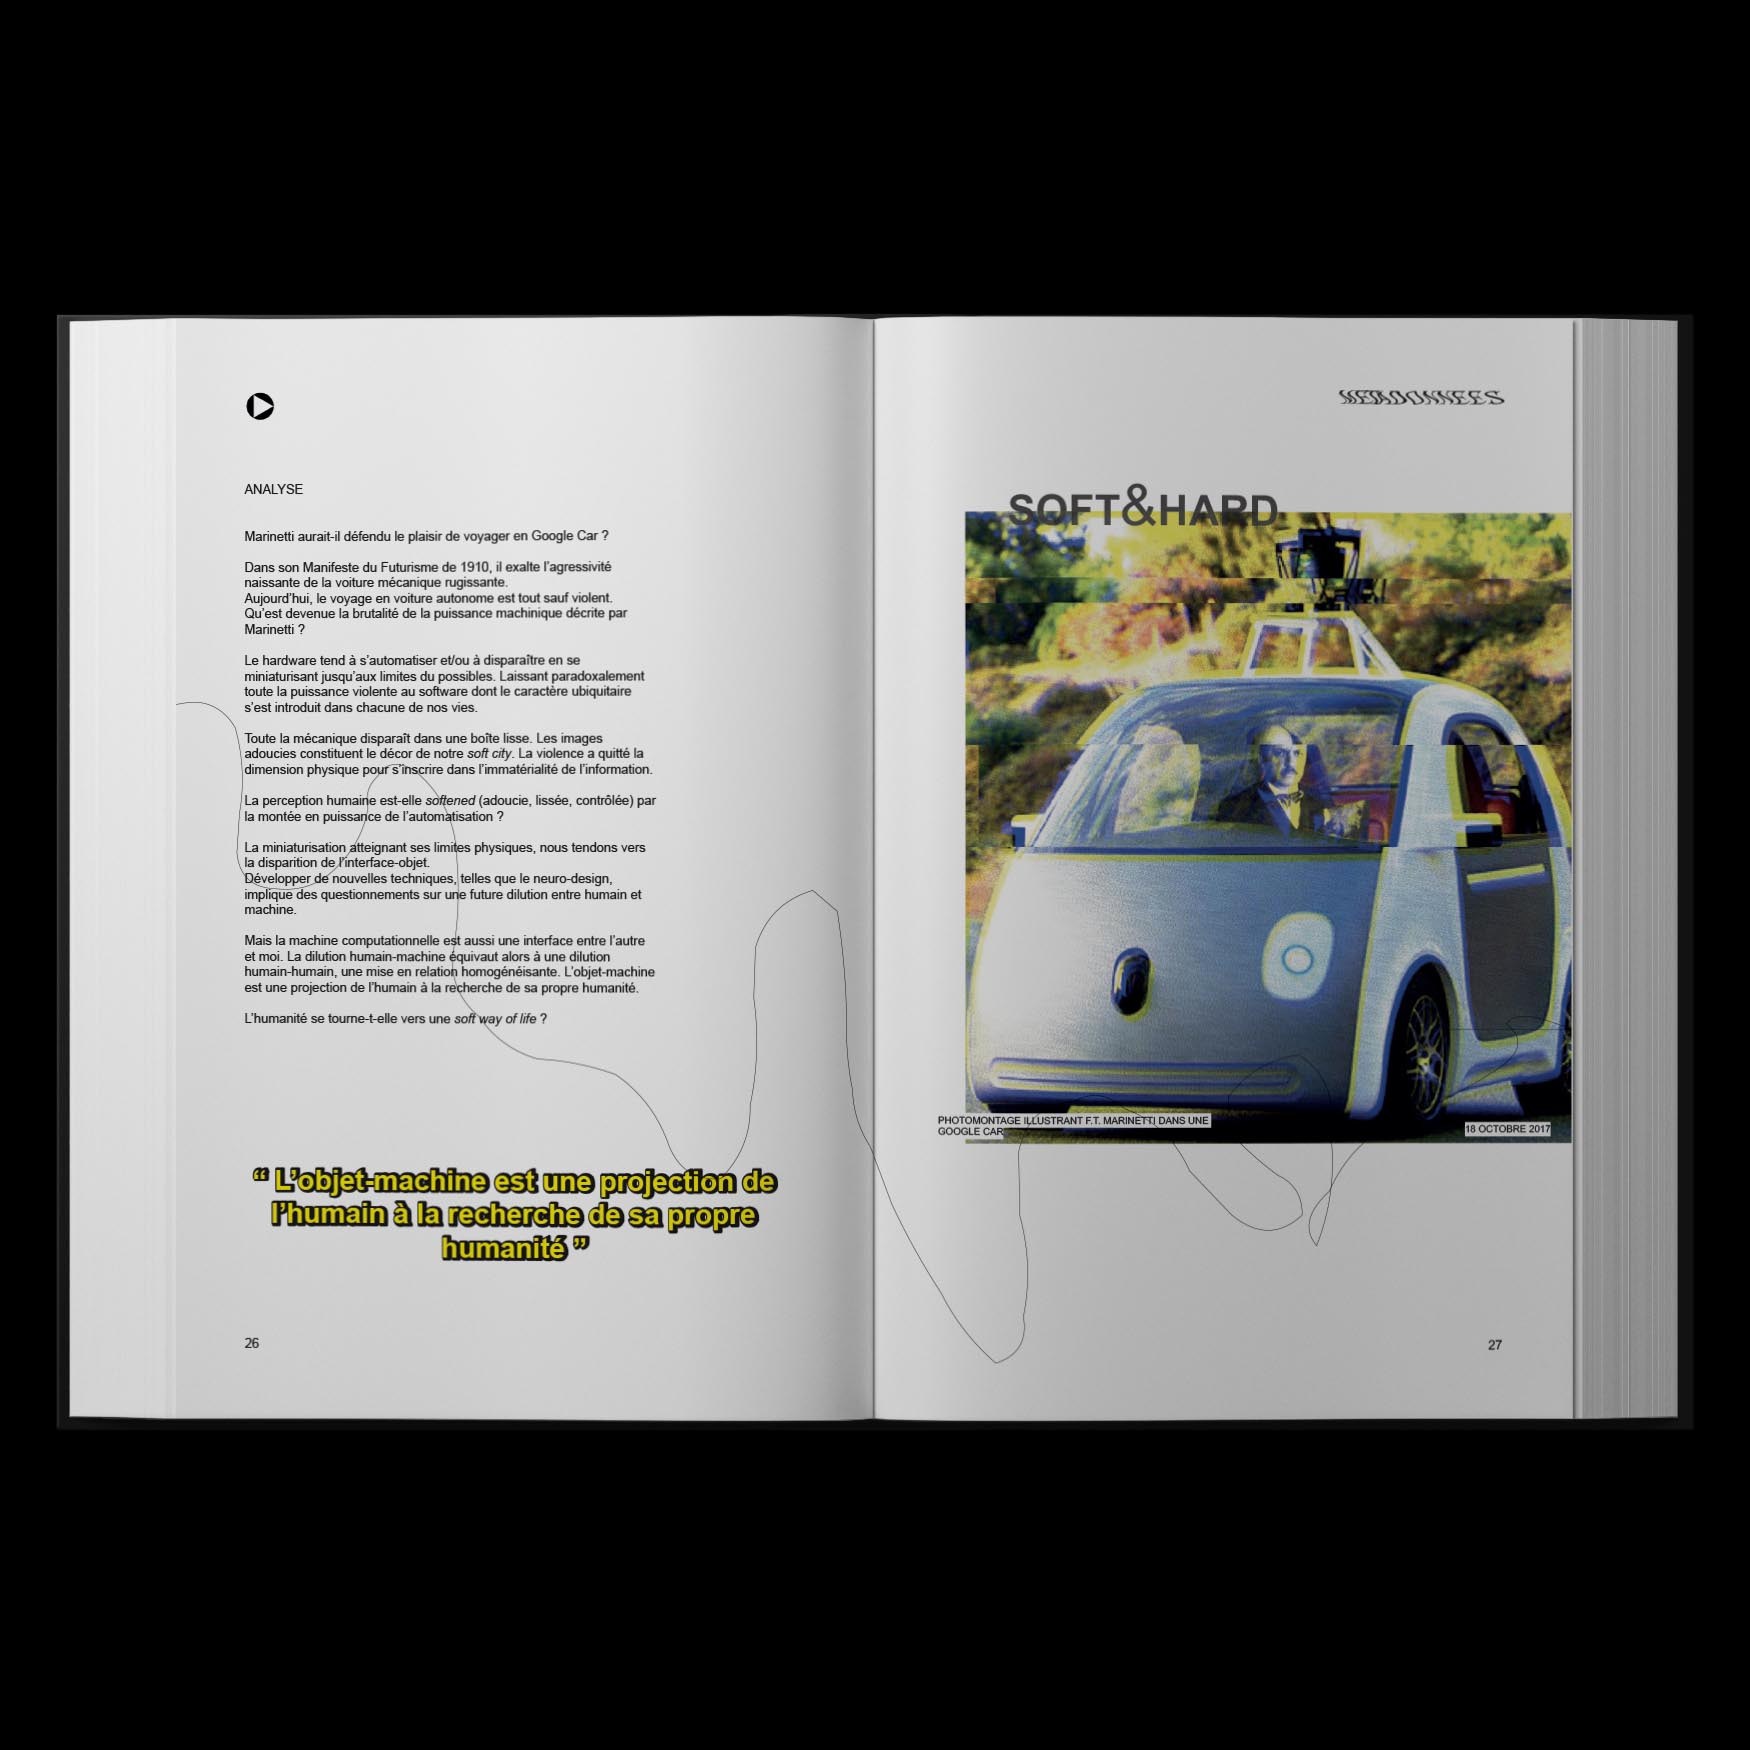 ANALYSE
Marinetti aurait-il défendu le plaisir de voyager en Google Car ?
Dans son Manifeste du Futurisme de 1910, il exalte l’agressivité
naissante de la voiture mécanique rugissante.
Aujourd’hui, le voyage en voiture autonome est tout sauf violent.
Qu’est devenue la brutalité de la puissance machinique décrite par
Marinetti ?
Le hardware tend à s’automatiser et/ou à disparaître en se
miniaturisant jusqu’aux limites du possibles. Laissant paradoxalement
toute la puissance violente au software dont le caractère ubiquitaire
s’est introduit dans chacune de nos vies.
Toute la mécanique disparaît dans une boîte lisse. Les images
adoucies constituent le décor de notre soft city. La violence a quitté la
dimension physique pour s’inscrire dans l’immatérialité de l’information.
La perception humaine est-elle softened (adoucie, lissée, contrôlée) par
la montée en puissance de l’automatisation ?
La miniaturisation atteignant ses limites physiques, nous tendons vers
la disparition de l’interface-objet.
Développer de nouvelles techniques, telles que le neuro-design,
implique des questionnements sur une future dilution entre humain et
machine.
Mais la machine computationnelle est aussi une interface entre l’autre
et moi. La dilution humain-machine équivaut alors à une dilution
humain-humain, une mise en relation homogénéisante. L’objet-machine
est une projection de l’humain à la recherche de sa propre humanité.
L’humanité se tourne-t-elle vers une soft way of life ?
“ L’objet-machine est une projection de
l’humain à la recherche de sa propre
humanité ”
26
SOFT&HARD
PHOTOMONTAGE ILLUSTRANT F.T. MARINETTI DANS UNE
GOOGLE CAR
18 OCTOBRE 2017
27